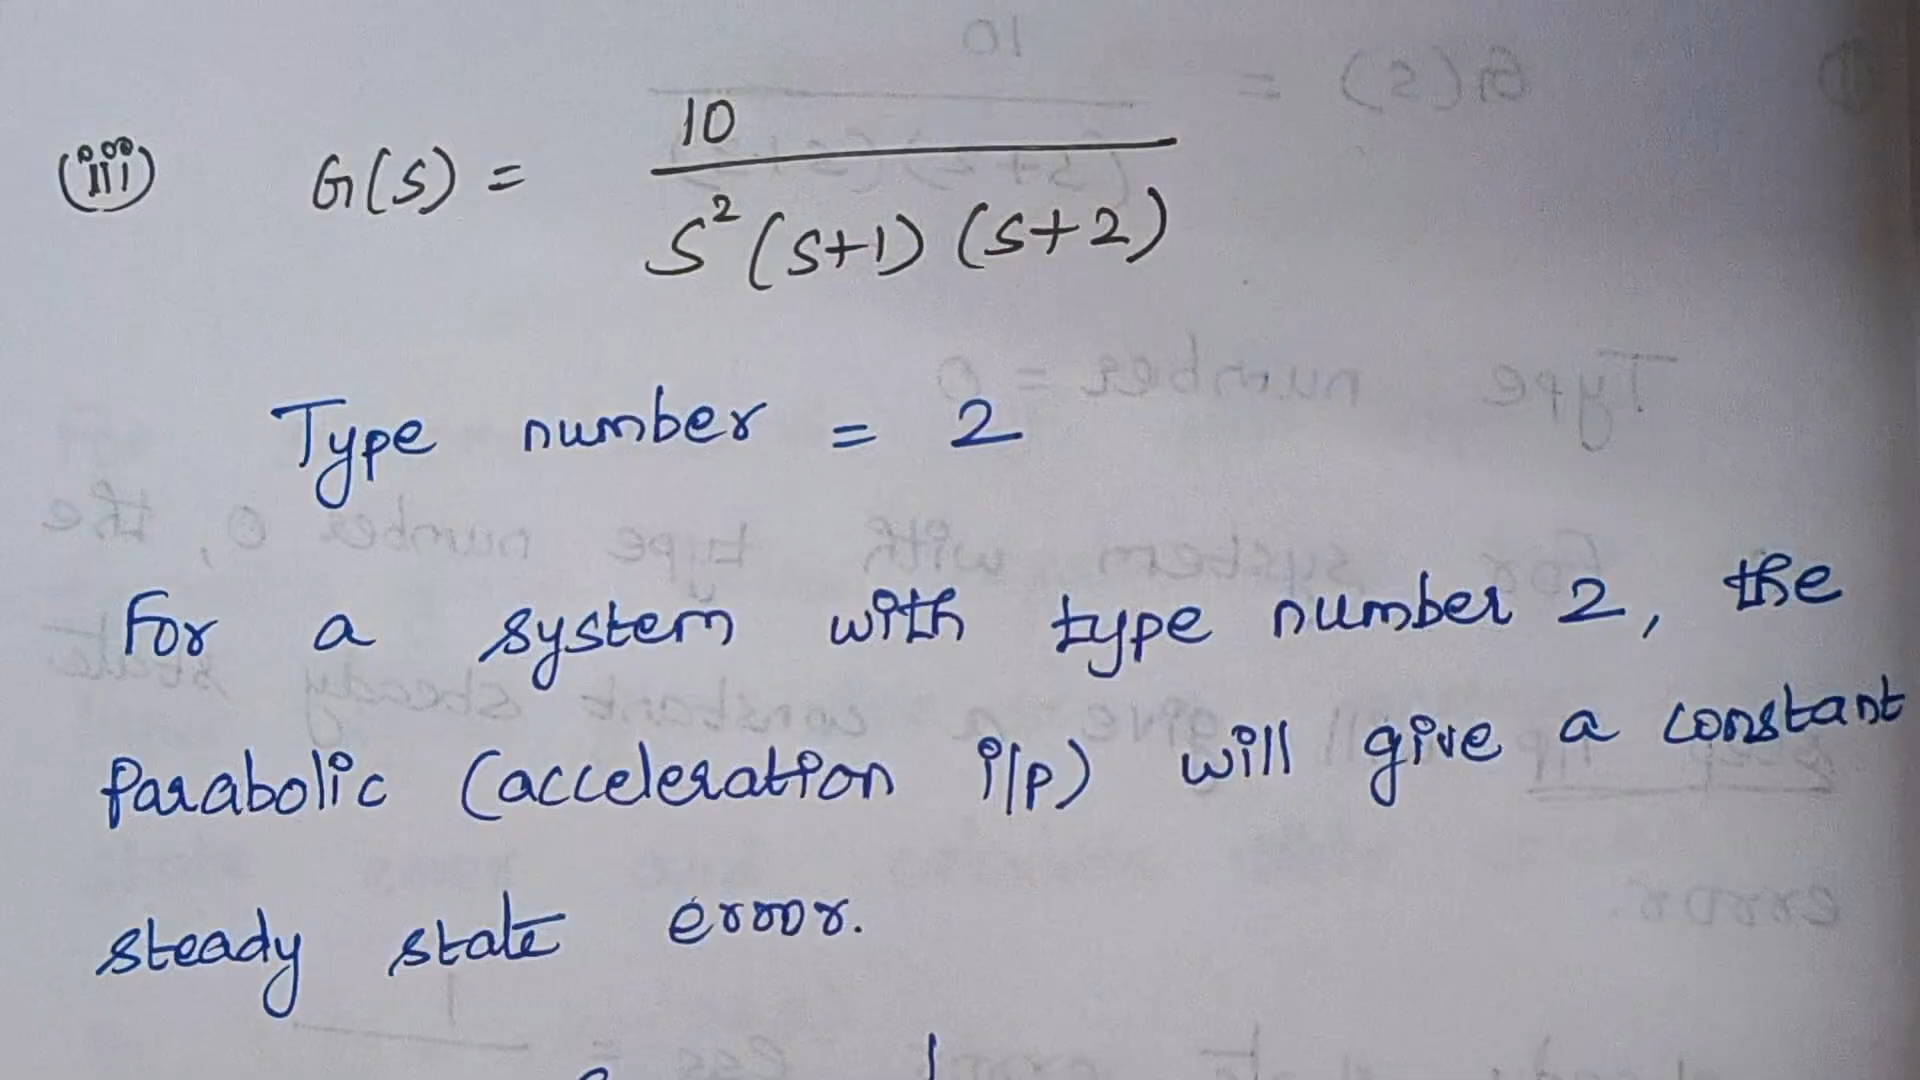 (iii) G(s) = 10 / s²(s+1)(s+2)
Type number = 2
For a system with type number 2, the
parabolic (acceleration i/p) will give a constant
steady state error.